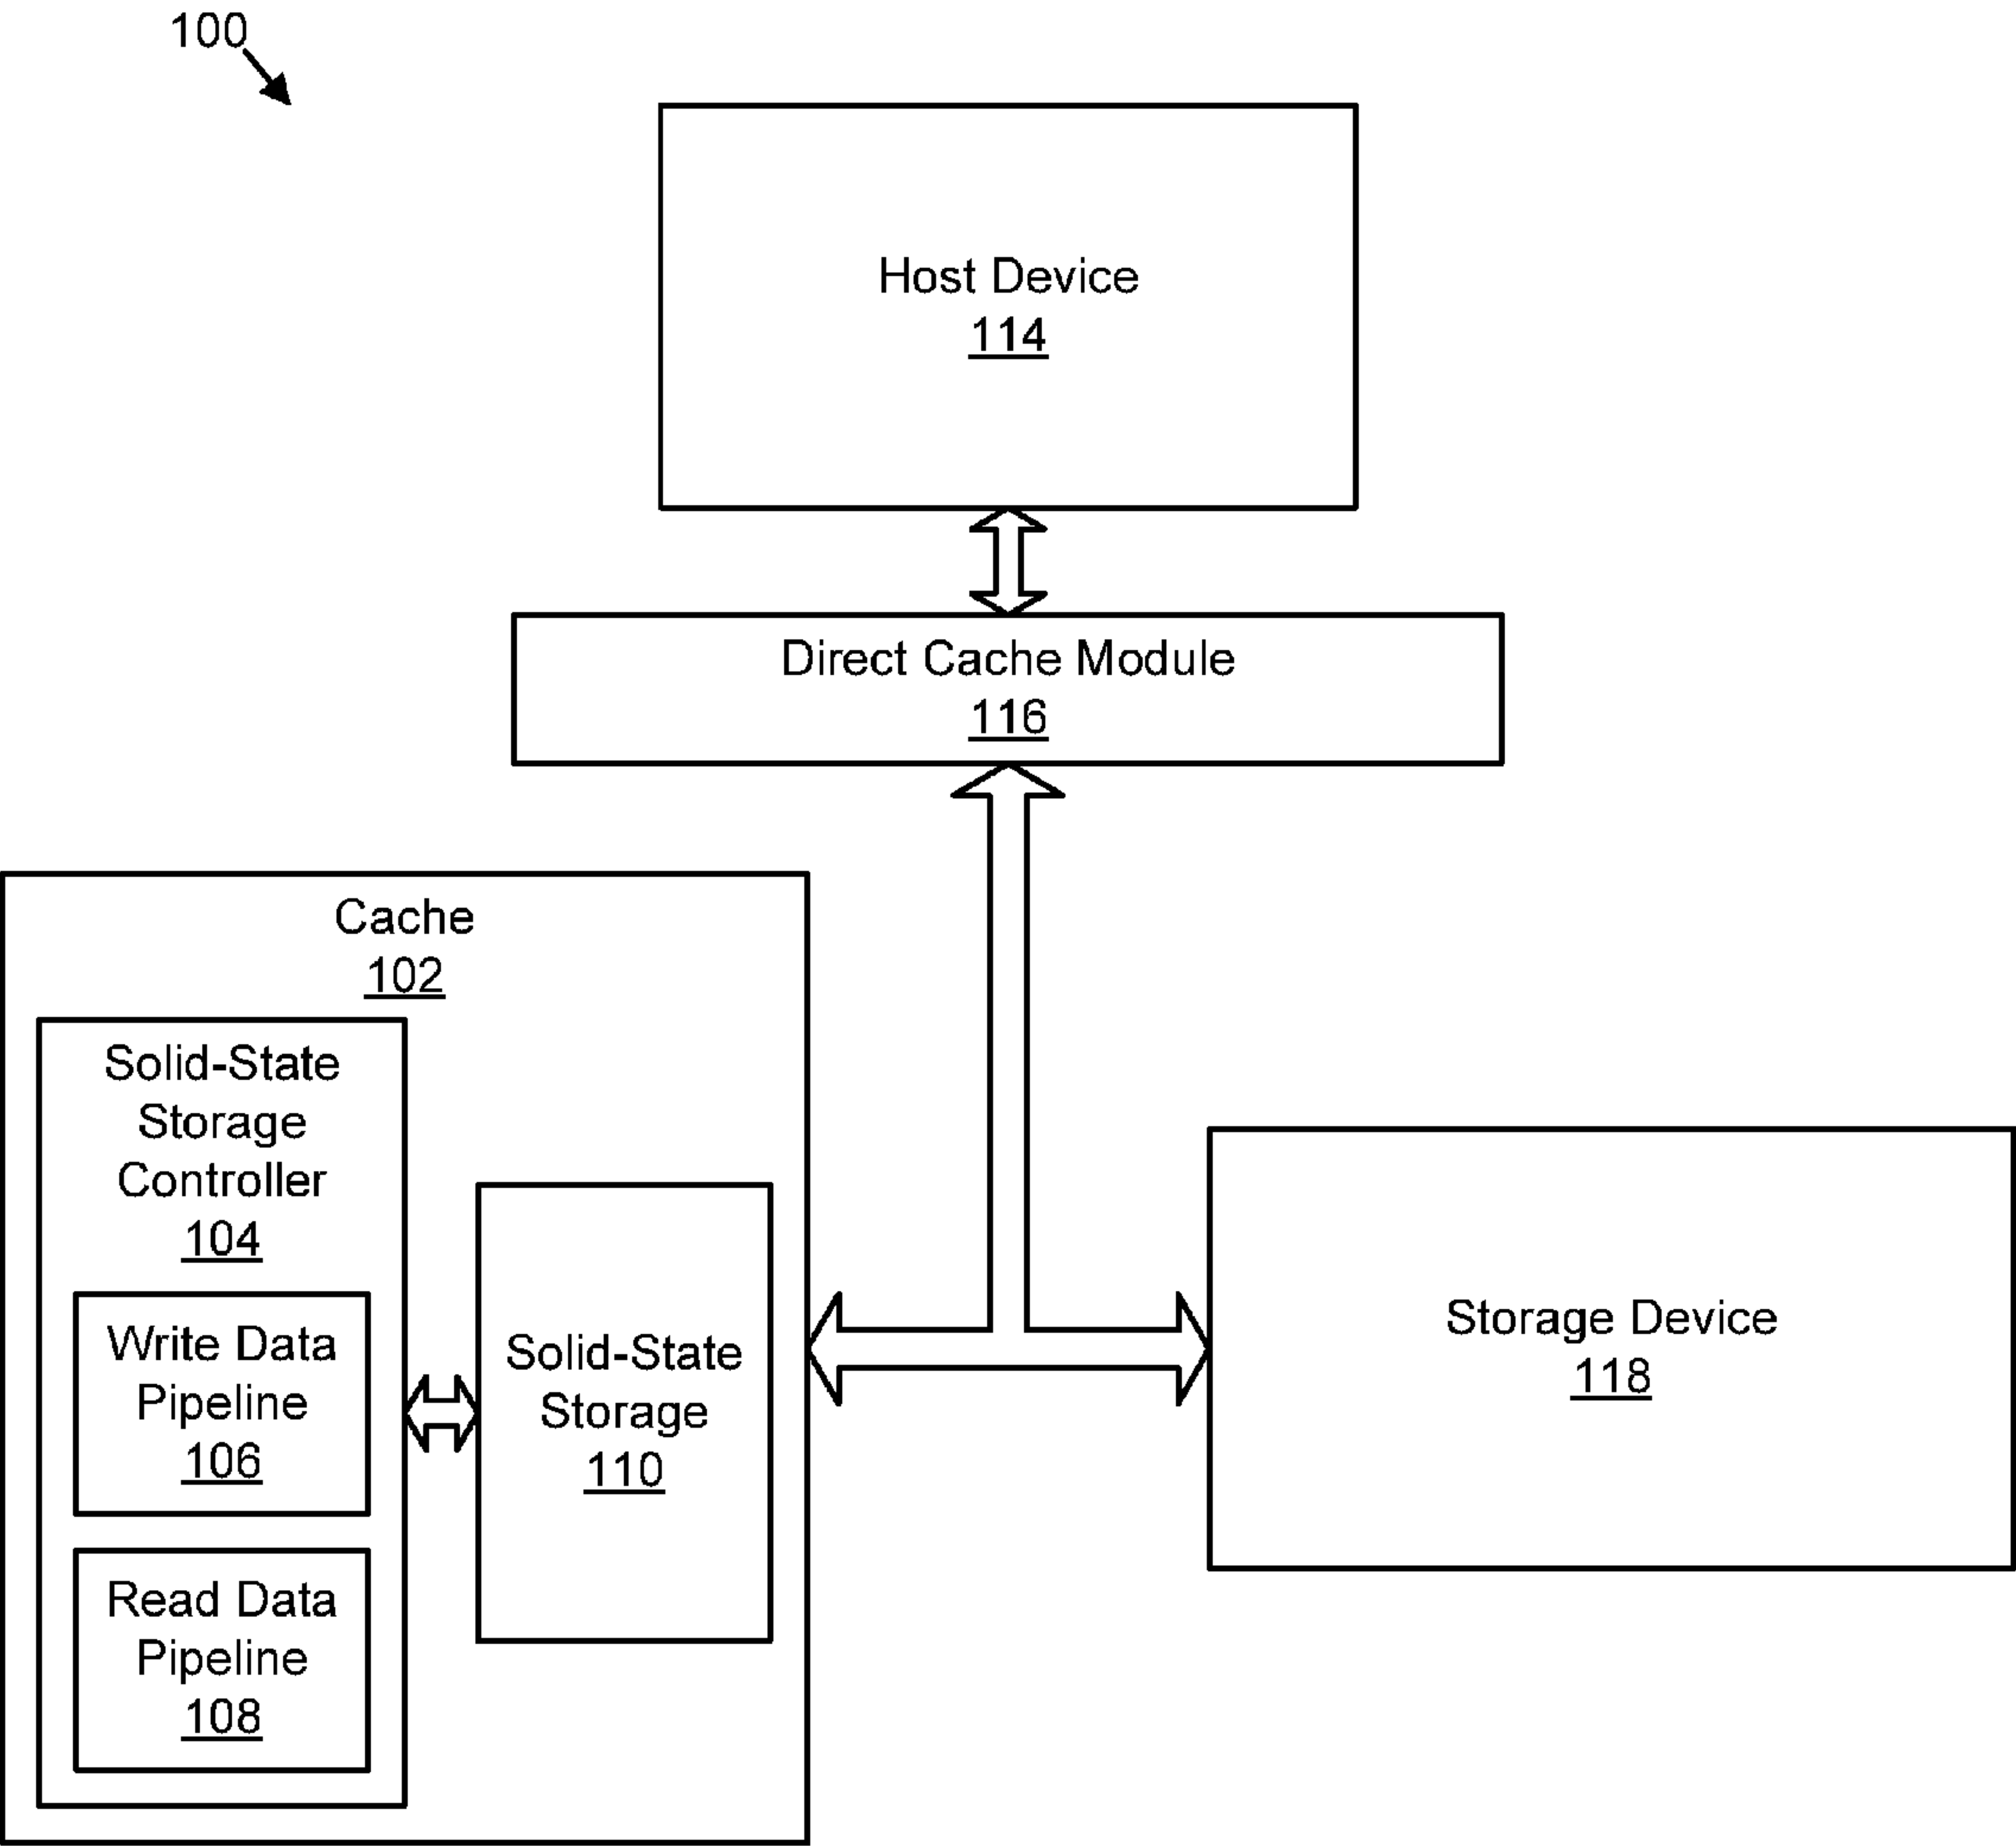 100
Host Device
114
Direct Cache Module
116
Cache
102
Solid-State
Storage
Controller
104
Write Data
Pipeline
106
Read Data
Pipeline
108
Solid-State
Storage
110
Storage Device
118